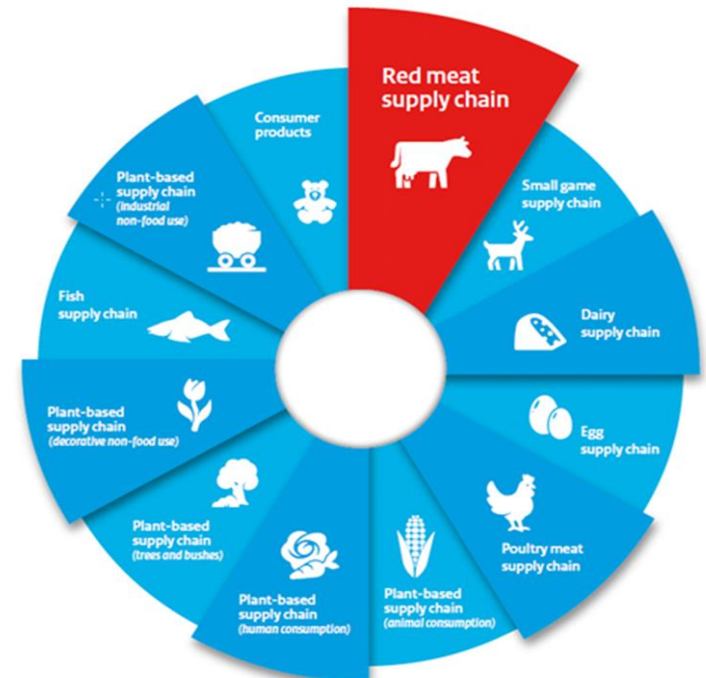 Red meat
supply chain
Small game
supply chain
Dairy
supply chain
Egg
supply chain
Poultry meat
supply chain
Plant-based
supply chain
(animal consumption)
Plant-based
supply chain
(human consumption)
Plant-based
supply chain
(trees and bushes)
Plant-based
supply chain
(decorative non-food use)
Fish
supply chain
Plant-based
supply chain
(industrial
non-food use)
Consumer
products